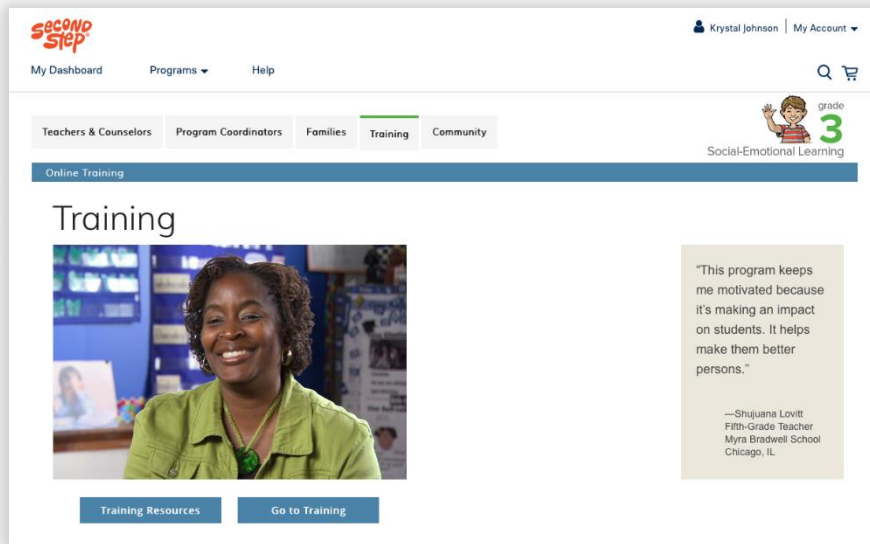 Second Step®
Krystal Johnson | My Account
My Dashboard Programs Help
Teachers & Counselors Program Coordinators Families Training Community
grade
3
Social-Emotional Learning
Online Training
Training
“This program keeps
me motivated because
it’s making an impact
on students. It helps
make them better
persons.”
—Shujuana Lovitt
Fifth-Grade Teacher
Myra Bradwell School
Chicago, IL
Training Resources Go to Training